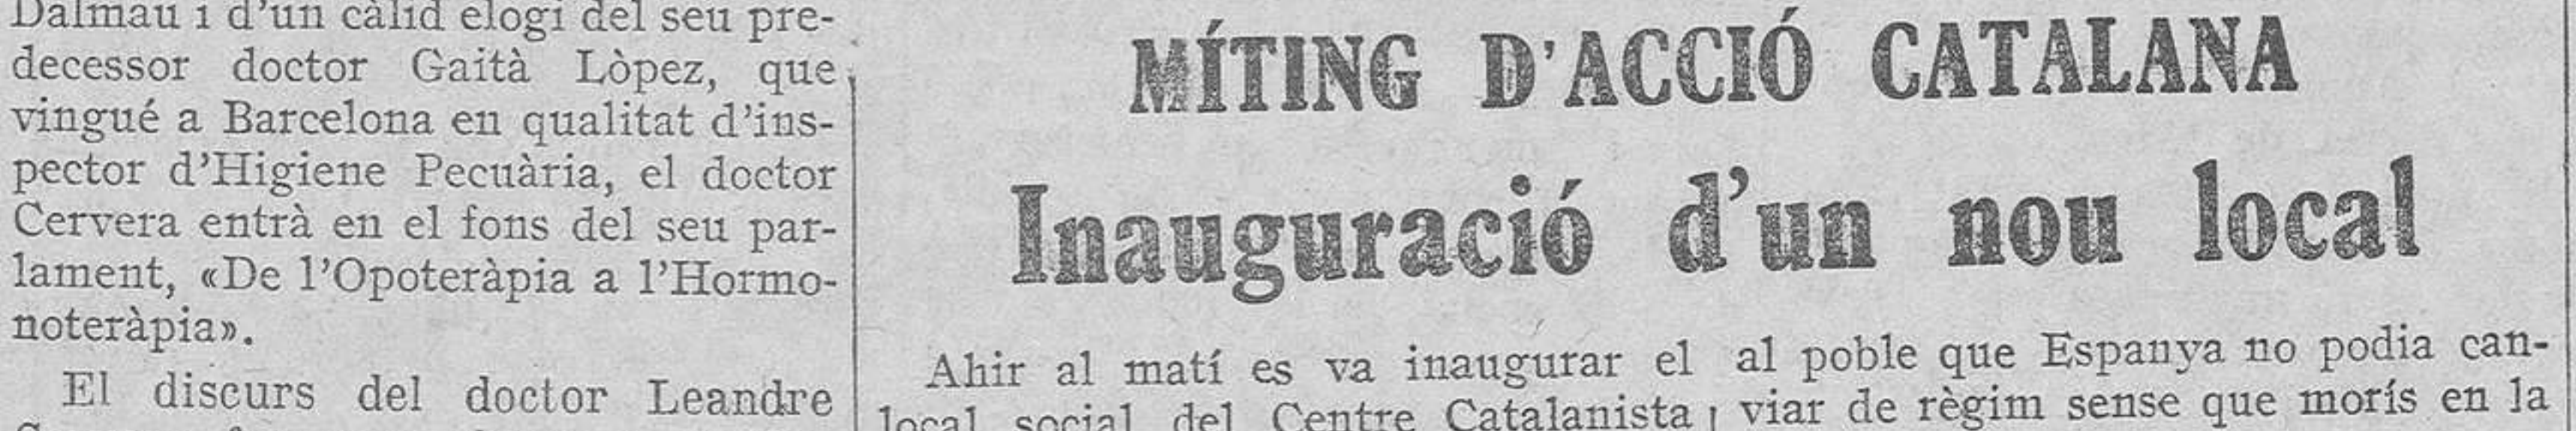 Dalmau i d'un càlid elogi del seu pre-
decessor doctor Gaità Lòpez, que
vingué a Barcelona en qualitat d'ins-
pector d'Higiene Pecuària, el doctor
Cervera entrà en el fons del seu par-
lament, «De l'Opoteràpia a l'Hormo-
noteràpia».
El discurs del doctor Leandre
MÍTING D'ACCIÓ CATALANA
Inauguració d'un nou local
Ahir al matí es va inaugurar el
local social del Centre Catalanista
al poble que Espanya no podia can-
viar de règim sense que morís en la